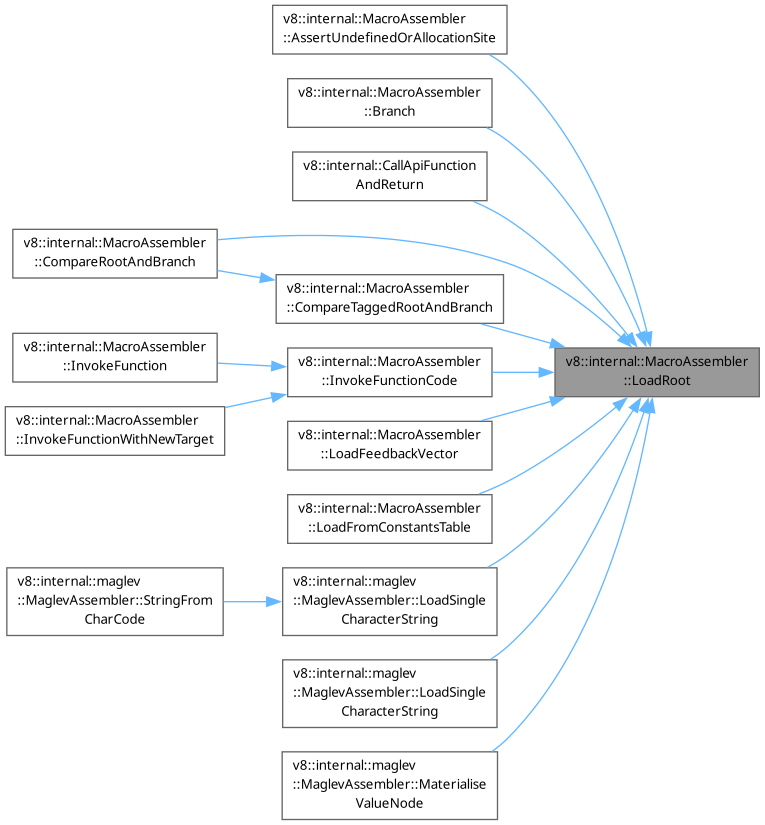 v8::internal::MacroAssembler
::AssertUndefinedOrAllocationSite
v8::internal::MacroAssembler
::Branch
v8::internal::CallApiFunction
AndReturn
v8::internal::MacroAssembler
::CompareRootAndBranch
v8::internal::MacroAssembler
::CompareTaggedRootAndBranch
v8::internal::MacroAssembler
::InvokeFunction
v8::internal::MacroAssembler
::InvokeFunctionCode
v8::internal::MacroAssembler
::LoadRoot
v8::internal::MacroAssembler
::InvokeFunctionWithNewTarget
v8::internal::MacroAssembler
::LoadFeedbackVector
v8::internal::MacroAssembler
::LoadFromConstantsTable
v8::internal::maglev
::MaglevAssembler::StringFrom
CharCode
v8::internal::maglev
::MaglevAssembler::LoadSingle
CharacterString
v8::internal::maglev
::MaglevAssembler::LoadSingle
CharacterString
v8::internal::maglev
::MaglevAssembler::Materialise
ValueNode